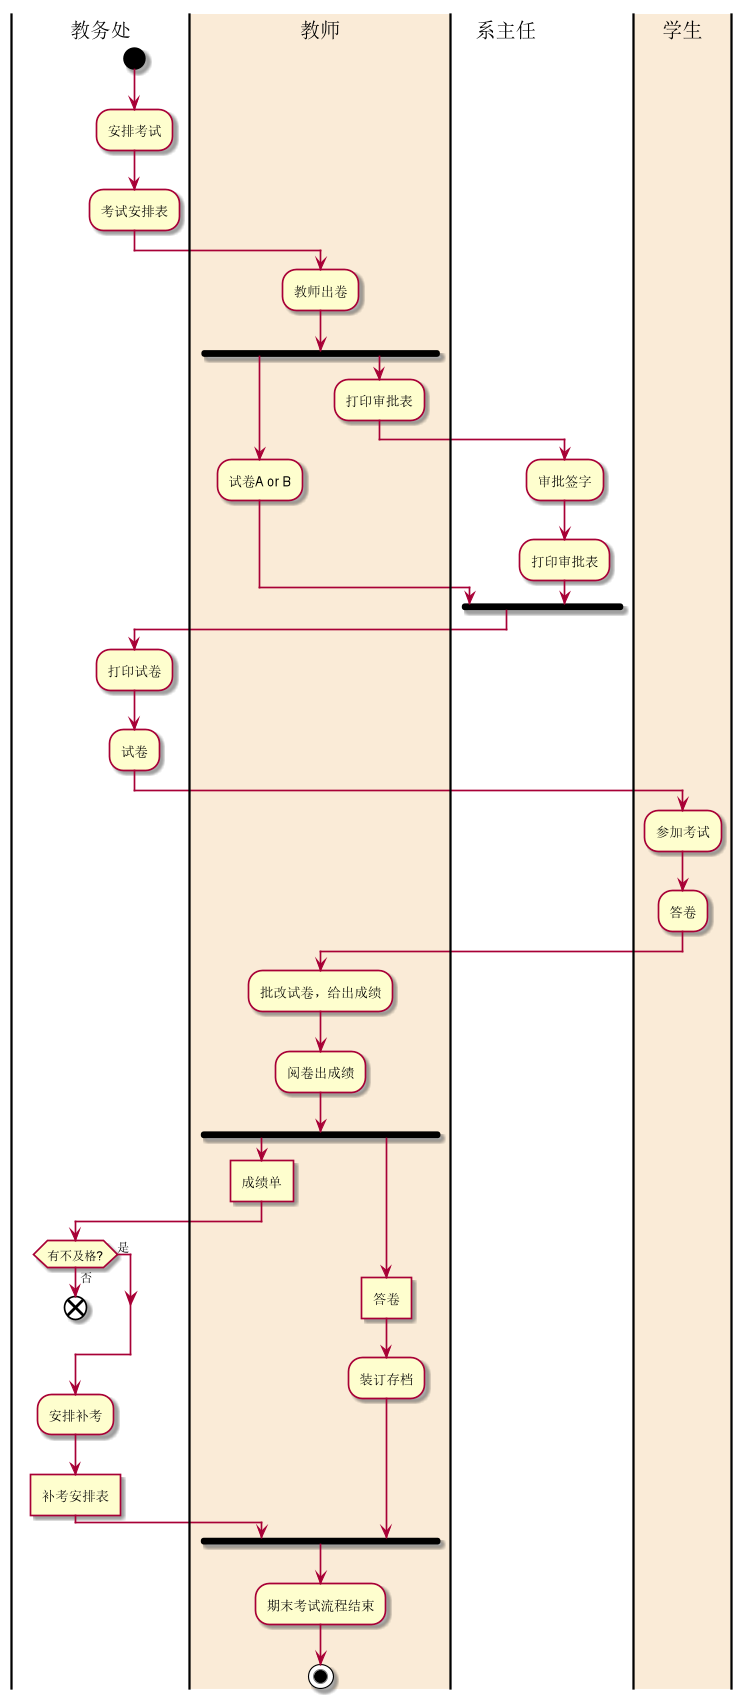 教务处
教师
系主任
学生
安排考试
考试安排表
教师出卷
打印审批表
试卷A or B
审批签字
打印审批表
打印试卷
试卷
参加考试
答卷
批改试卷，给出成绩
阅卷出成绩
成绩单
有不及格?
是
否
答卷
装订存档
安排补考
补考安排表
期末考试流程结束